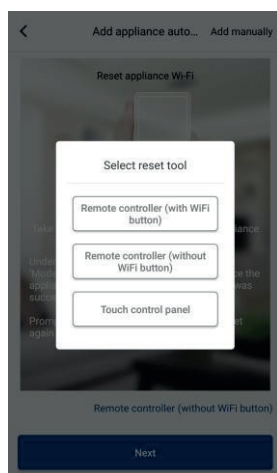 Add appliance auto... Add manually
Reset appliance Wi-Fi
Select reset tool
Remote controller (with WiFi
button)
Remote controller (without
WiFi button)
Touch control panel
Remote controller (without WiFi button)
Next